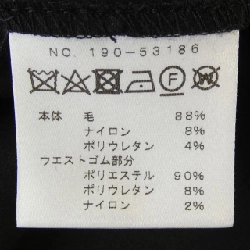 NO. 190-53186
本体 毛 88%
ナイロン 8%
ポリウレタン 4%
ウエストゴム部分
ポリエステル 90%
ポリウレタン 8%
ナイロン 2%